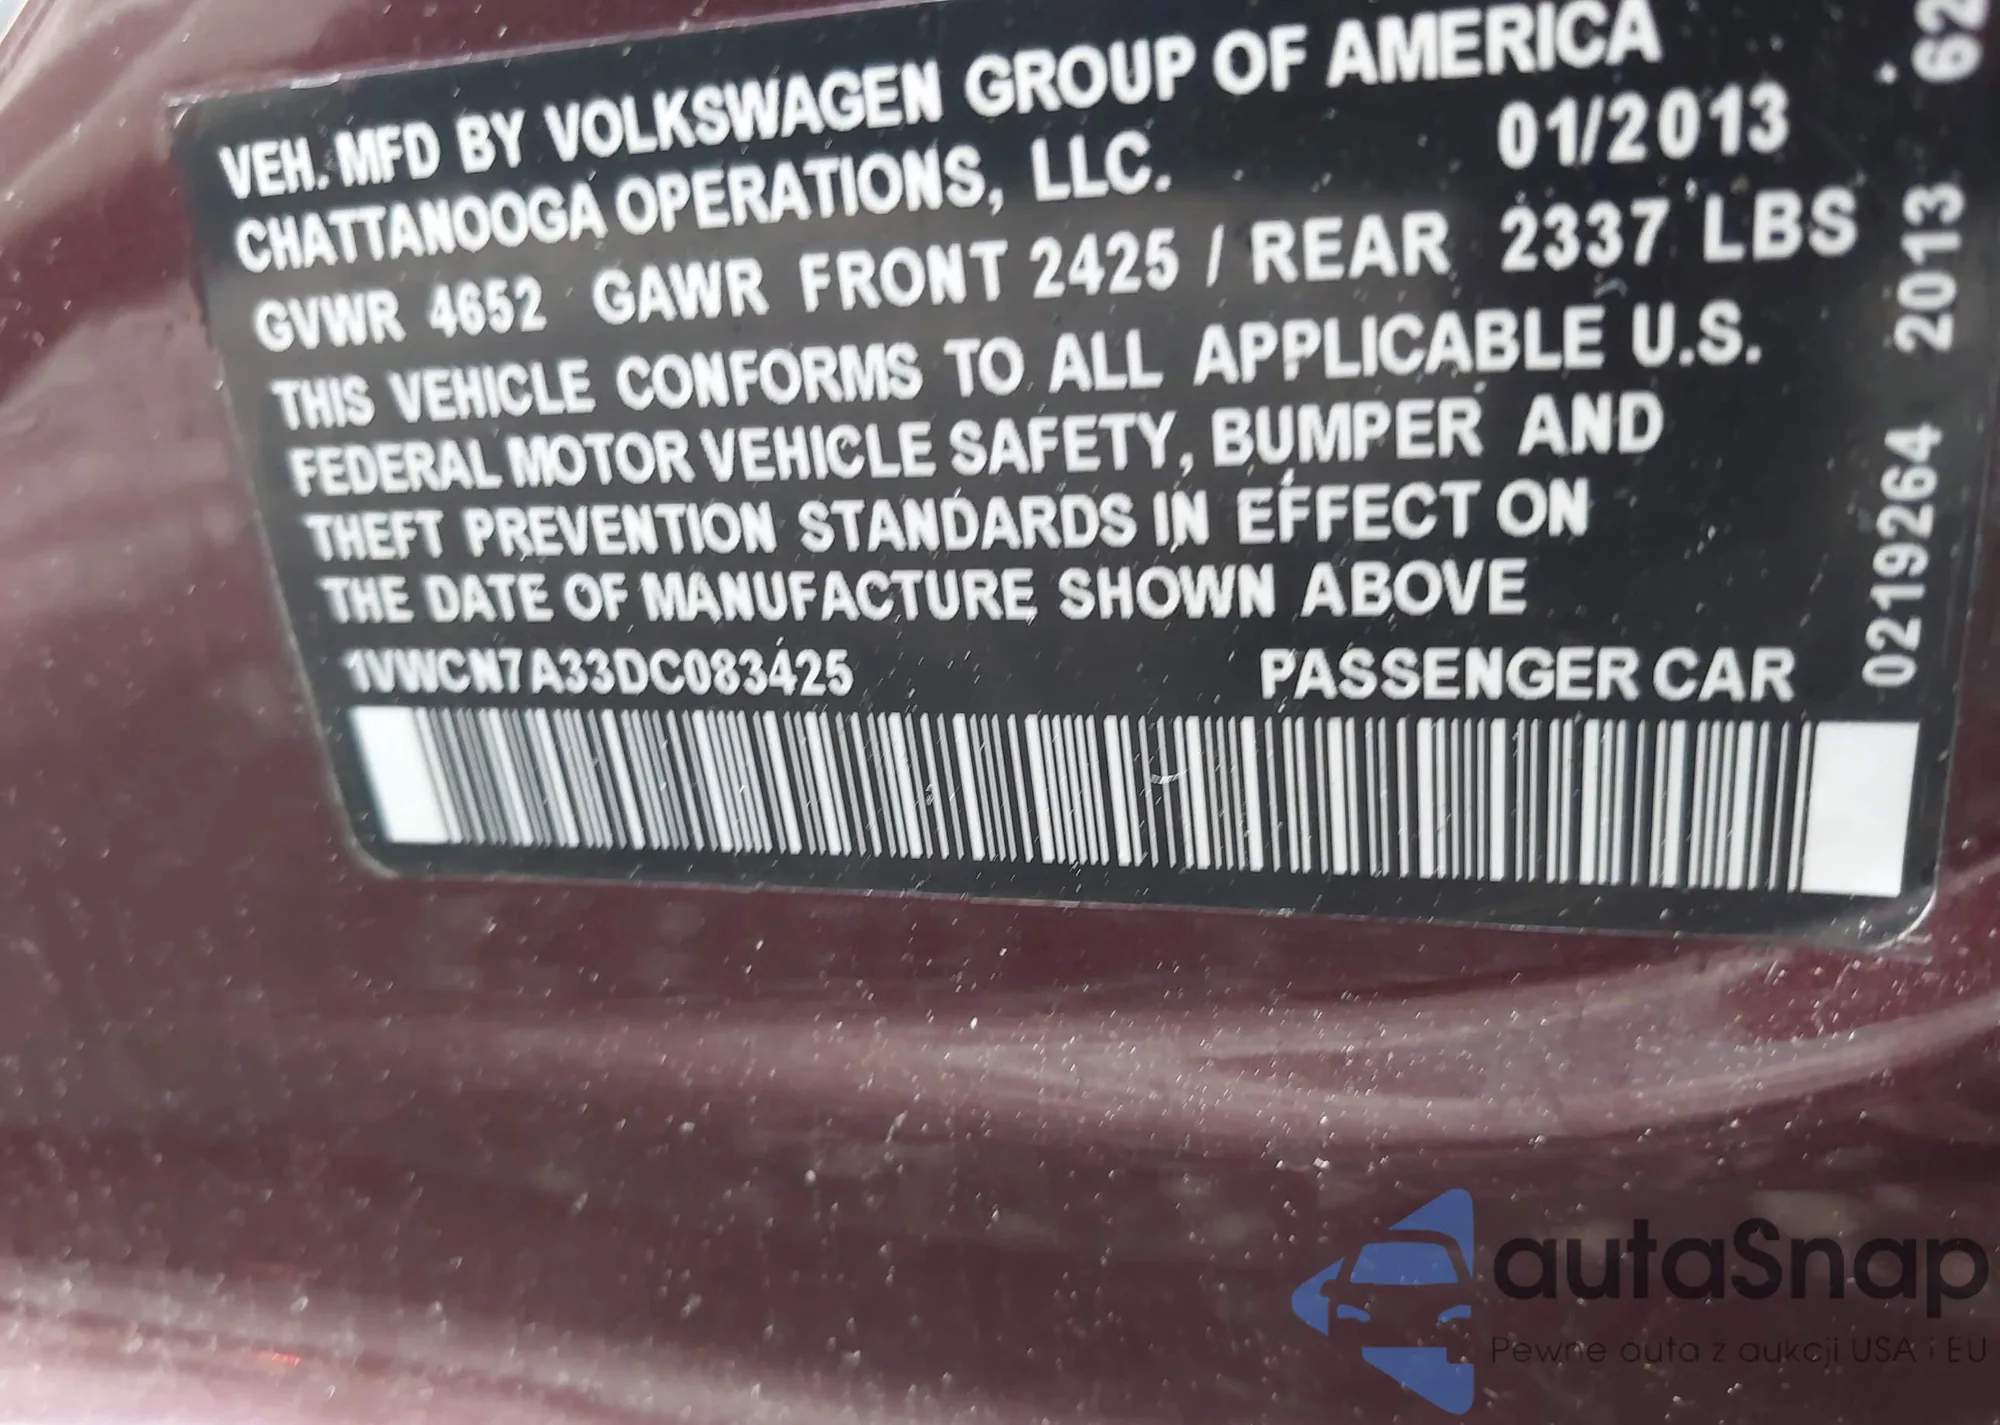 VEH. MFD BY VOLKSWAGEN GROUP OF AMERICA
CHATTANOOGA OPERATIONS, LLC. 01/2013
GVWR 4652 GAWR FRONT 2425 / REAR 2337 LBS
THIS VEHICLE CONFORMS TO ALL APPLICABLE U.S.
FEDERAL MOTOR VEHICLE SAFETY, BUMPER AND
THEFT PREVENTION STANDARDS IN EFFECT ON
THE DATE OF MANUFACTURE SHOWN ABOVE
1VWCN7A33DC083425 PASSENGER CAR
0219264 2013 62
autaSnap
Pewne auta z aukcji USA i EU